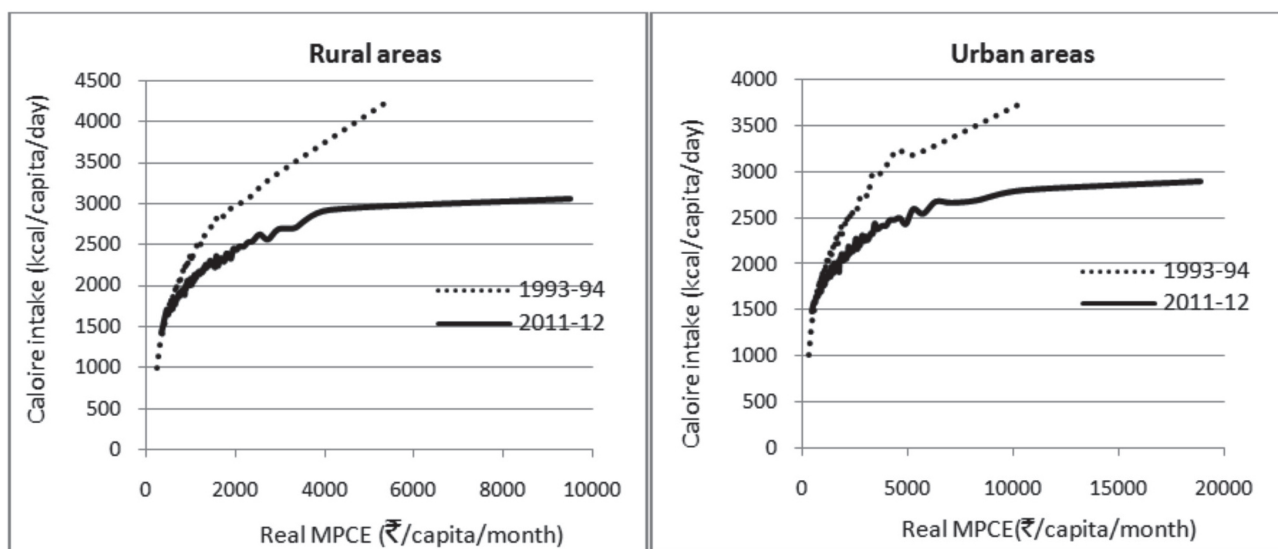 Rural areas
Caloire intake (kcal/capita/day)
4500
4000
3500
3000
2500
2000
1500
1000
500
0
1993-94
2011-12
0 2000 4000 6000 8000 10000
Real MPCE (₹/capita/month)
Urban areas
Caloire intake (kcal/capita/day)
4000
3500
3000
2500
2000
1500
1000
500
0
1993-94
2011-12
0 5000 10000 15000 20000
Real MPCE(₹/capita/month)